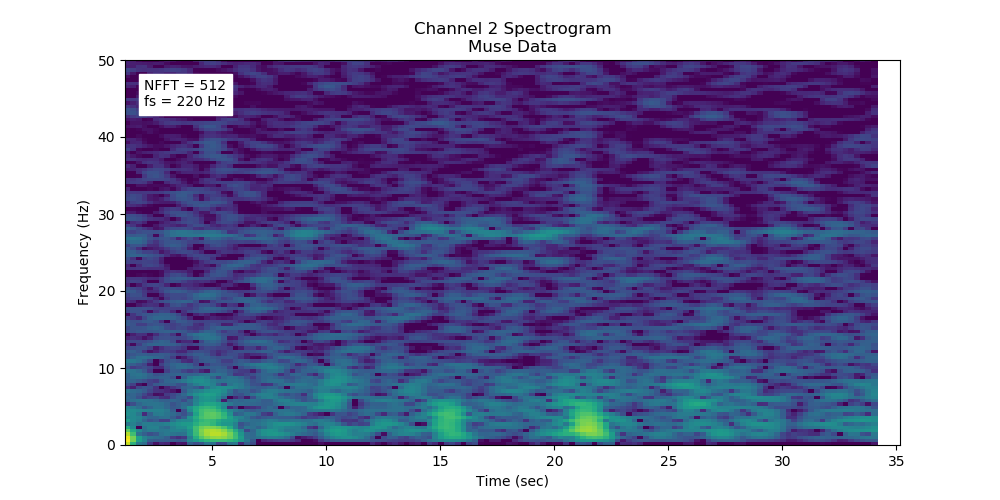 Channel 2 Spectrogram
Muse Data
NFFT = 512
fs = 220 Hz
50
40
30
20
10
0
Frequency (Hz)
5
10
15
20
25
30
35
Time (sec)